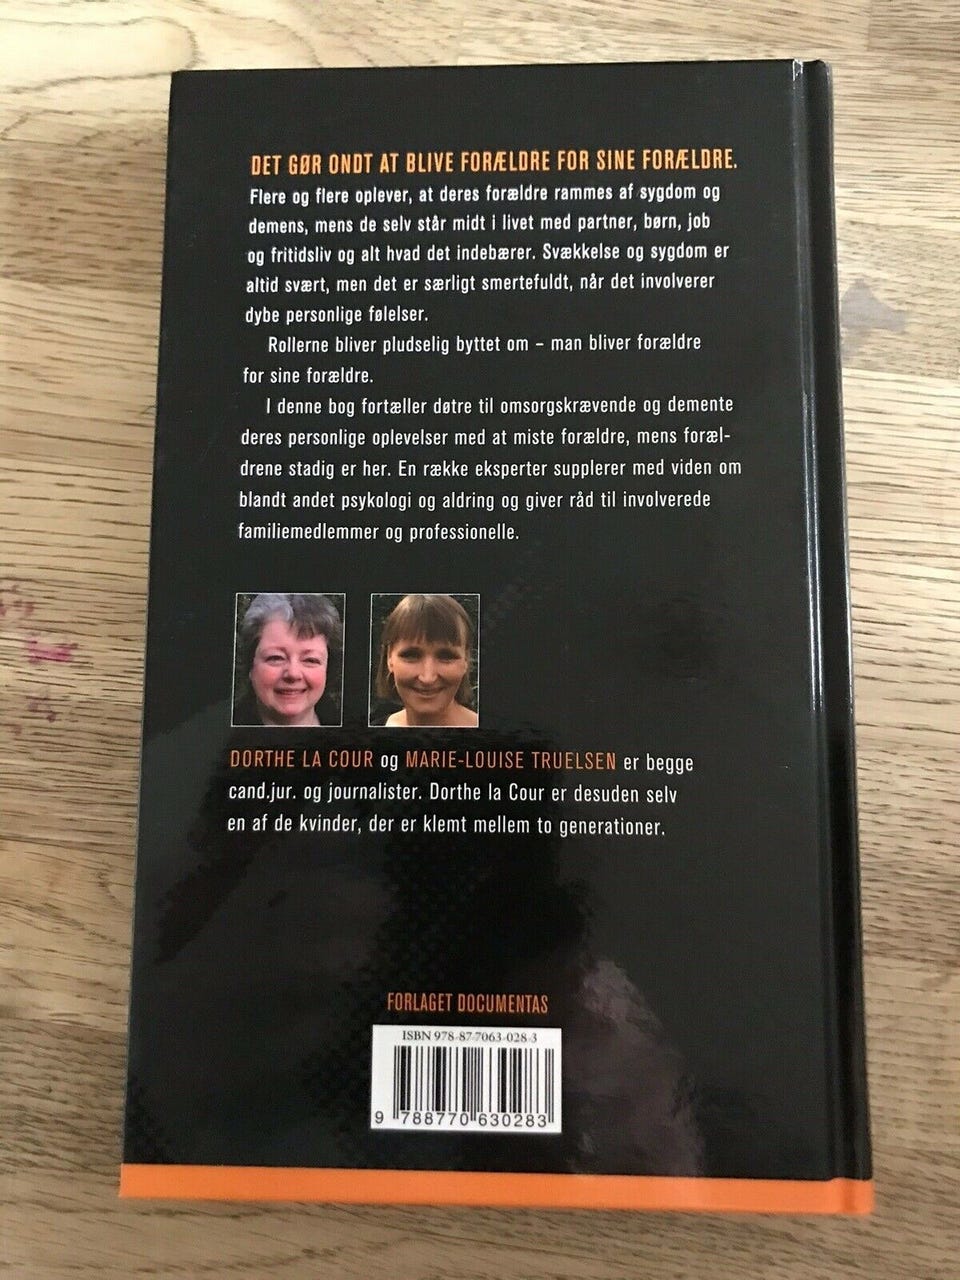 DET GØR ONDT AT BLIVE FORÆLDRE FOR SINE FORÆLDRE.
Flere og flere oplever, at deres forældre rammes af sygdom og
demens, mens de selv står midt i livet med partner, børn, job
og fritidsliv og alt hvad det indebærer. Svækkelse og sygdom er
altid svært, men det er særligt smertefuldt, når det involverer
dybe personlige følelser.
Rollerne bliver pludselig byttet om – man bliver forældre
for sine forældre.
I denne bog fortæller døtre til omsorgskrævende og demente
deres personlige oplevelser med at miste forældre, mens foræl-
drene stadig er her. En række eksperter supplerer med viden om
blandt andet psykologi og aldring og giver råd til involverede
familiemedlemmer og professionelle.
DORTHE LA COUR og MARIE-LOUISE TRUELSEN er begge
cand.jur. og journalister. Dorthe la Cour er desuden selv
en af de kvinder, der er klemt mellem to generationer.
FORLAGET DOCUMENTAS
ISBN 978-87-7063-028-3
9 788770 630283